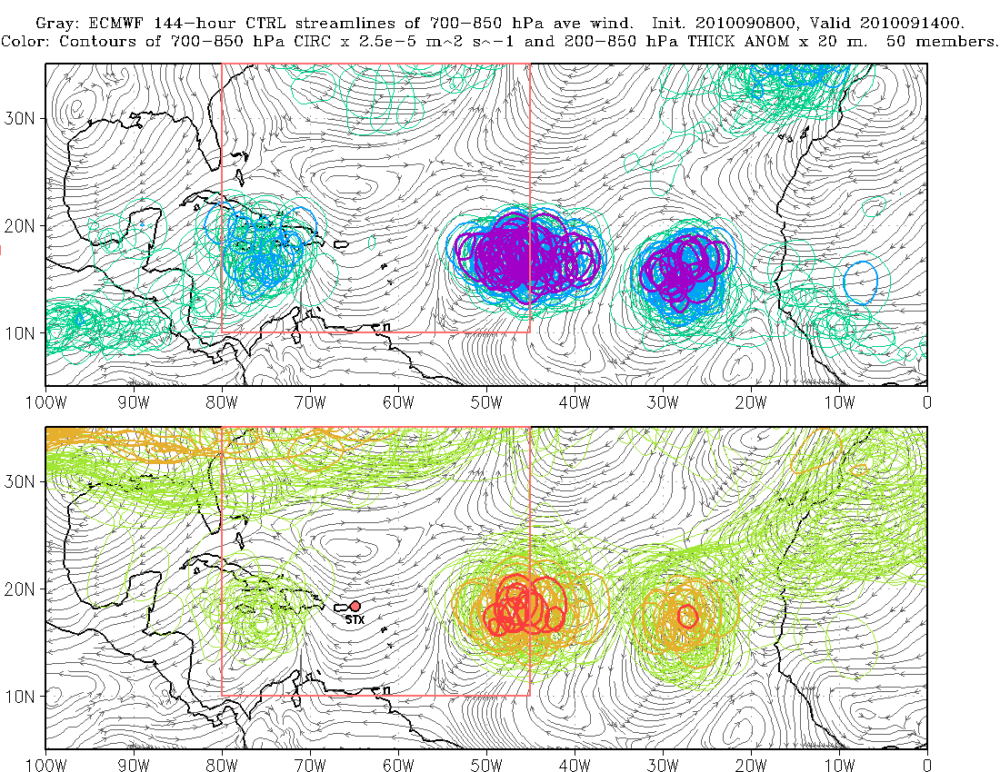 Gray: ECMWF 144-hour CTRL streamlines of 700-850 hPa ave wind.  Init. 2010090800, Valid 2010091400.
Color: Contours of 700-850 hPa CIRC x 2.5e-5 m^2 s^-1 and 200-850 hPa THICK ANOM x 20 m.  50 members.
30N
20N
10N
100W 90W 80W 70W 60W 50W 40W 30W 20W 10W 0
30N
20N
STX
10N
100W 90W 80W 70W 60W 50W 40W 30W 20W 10W 0